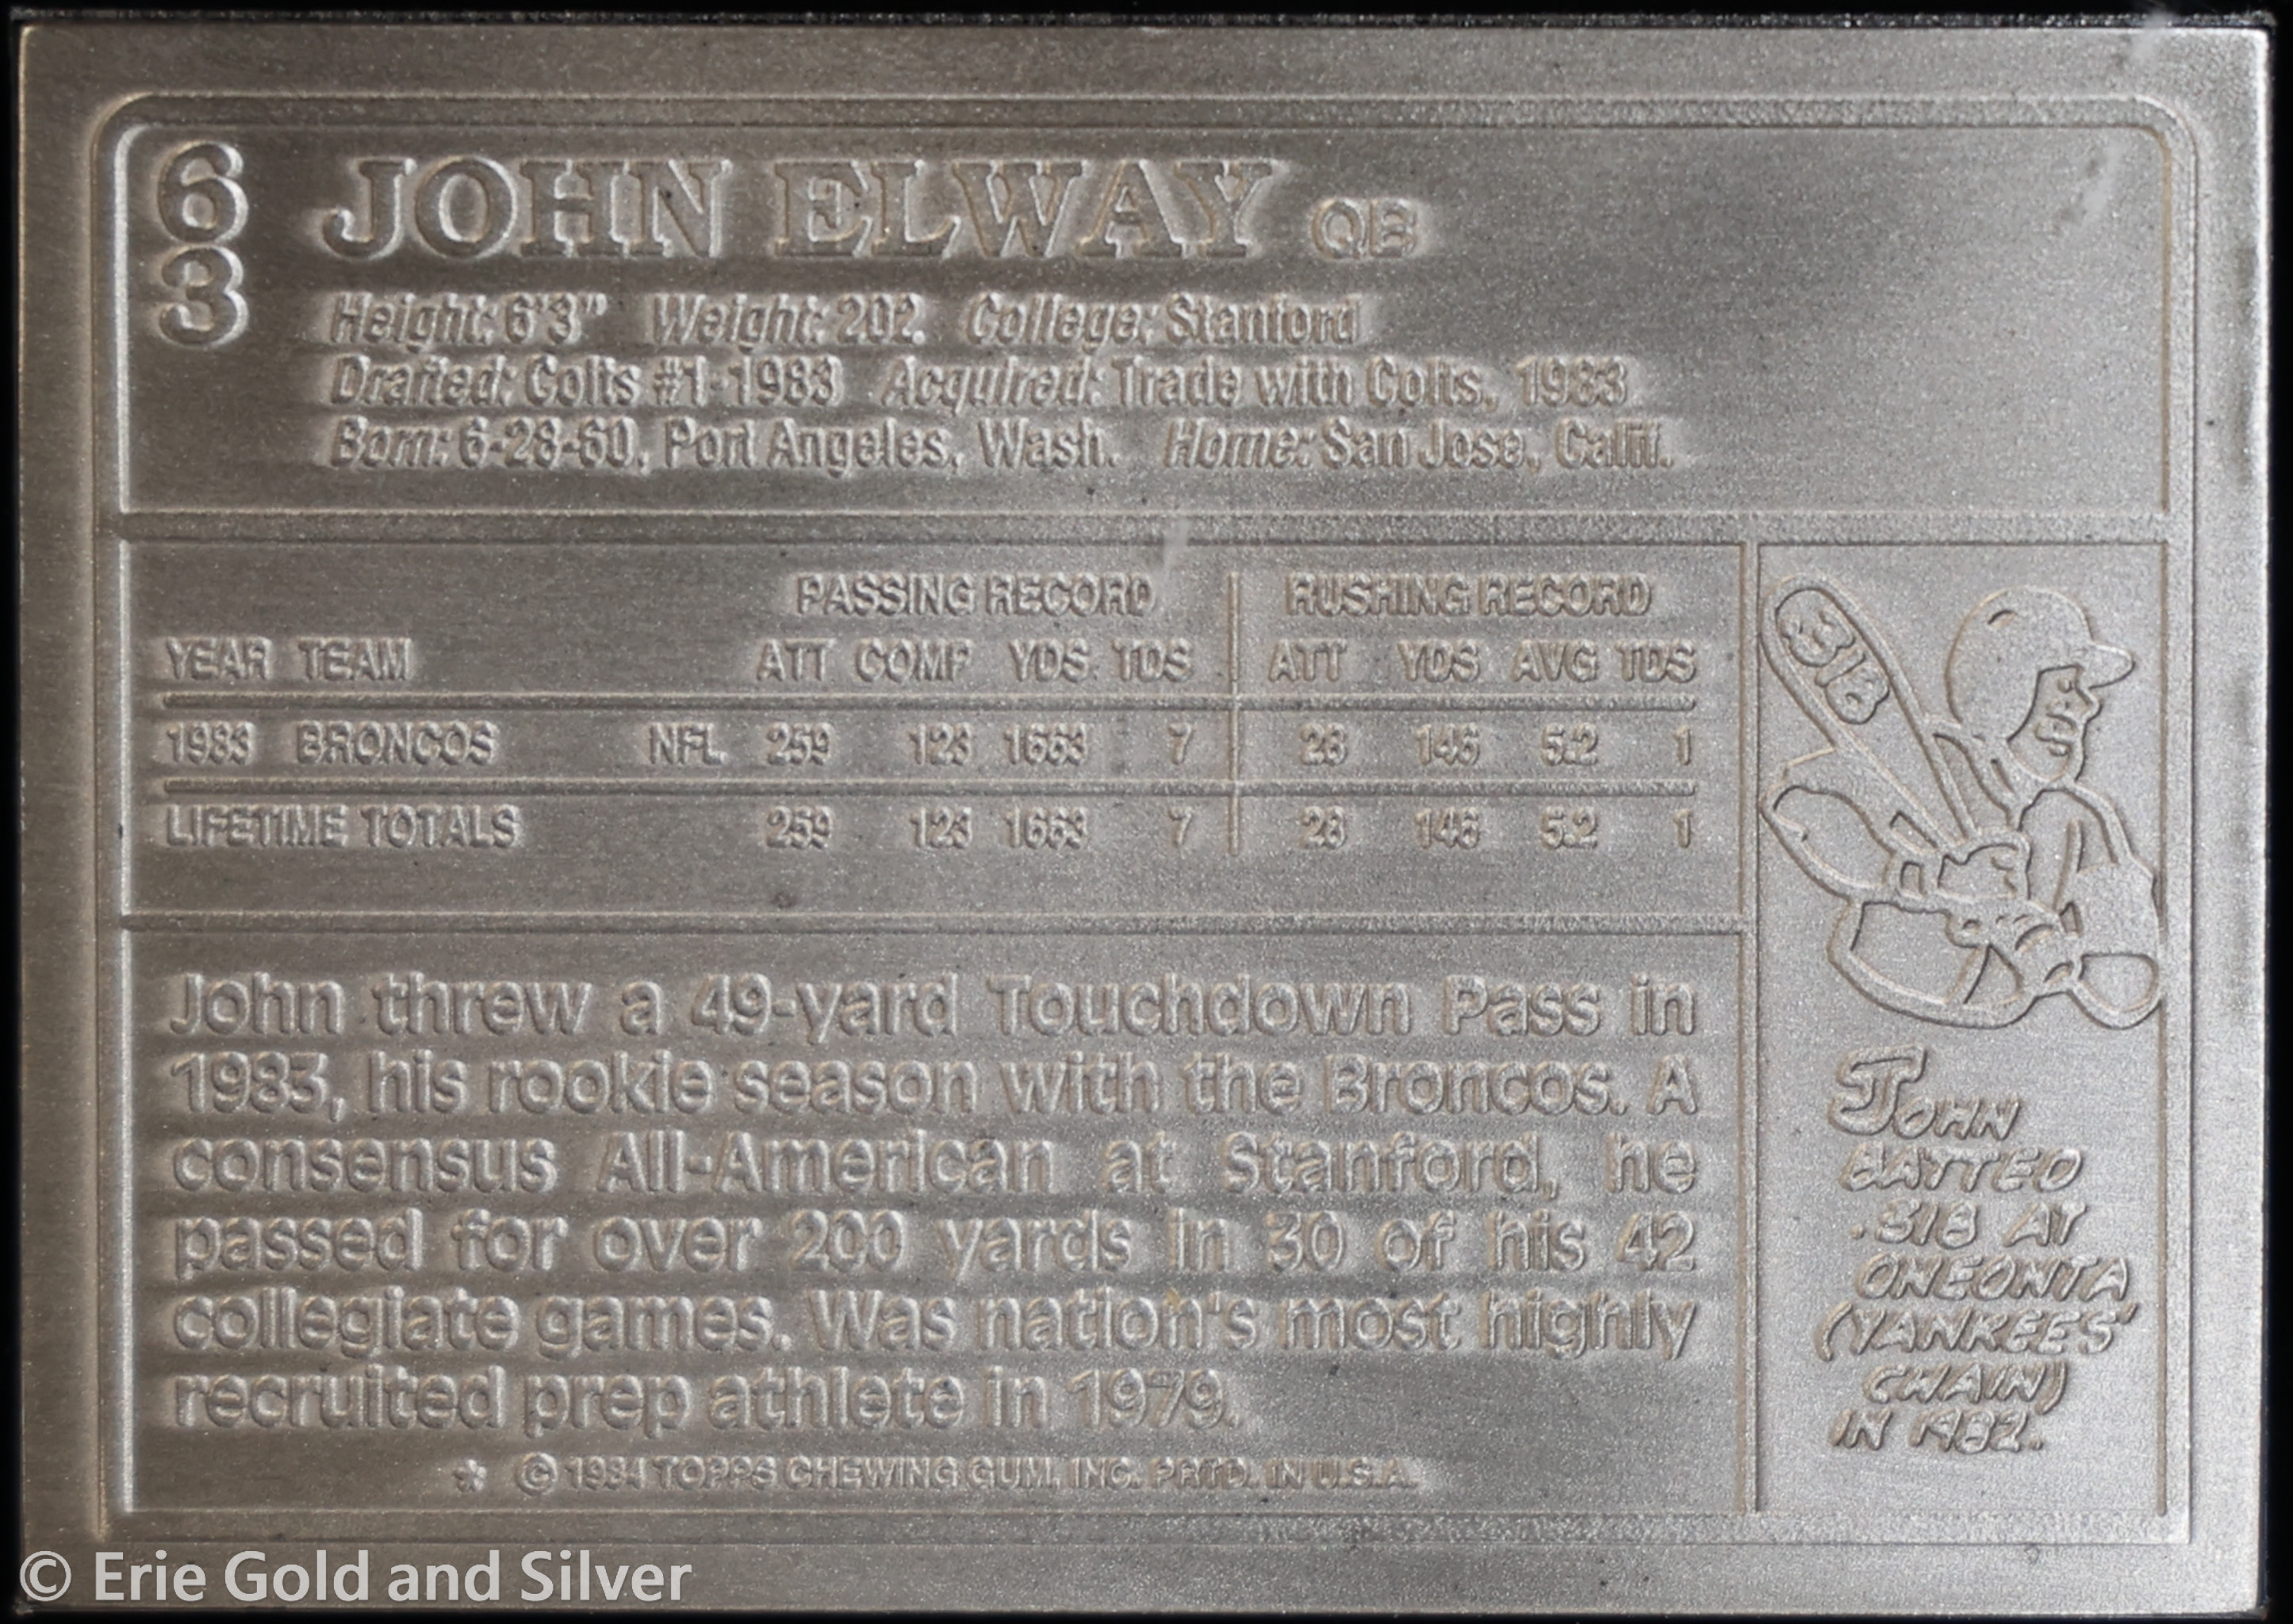 63 JOHN ELWAY QB
Height: 6'3" Weight: 202 College: Stanford
Drafted: Colts #1-1983 Acquired: Trade with Colts, 1983
Born: 6-28-60, Port Angeles, Wash. Home: San Jose, Calif.
PASSING RECORD RUSHING RECORD
YEAR TEAM ATT COMP YDS TDS ATT YDS AVG TDS
1983 BRONCOS NFL 259 123 1663 7 28 146 5.2 1
LIFETIME TOTALS 259 123 1663 7 28 146 5.2 1
John threw a 49-yard Touchdown Pass in
1983, his rookie season with the Broncos. A
consensus All-American at Stanford, he
passed for over 200 yards in 30 of his 42
collegiate games. Was nation's most highly
recruited prep athlete in 1979.
* © 1984 TOPPS CHEWING GUM, INC. PRTD. IN U.S.A.
318
JOHN
BATTED
.318 AT
ONEONTA
(YANKEES'
CHAIN)
IN 1982.
© Erie Gold and Silver